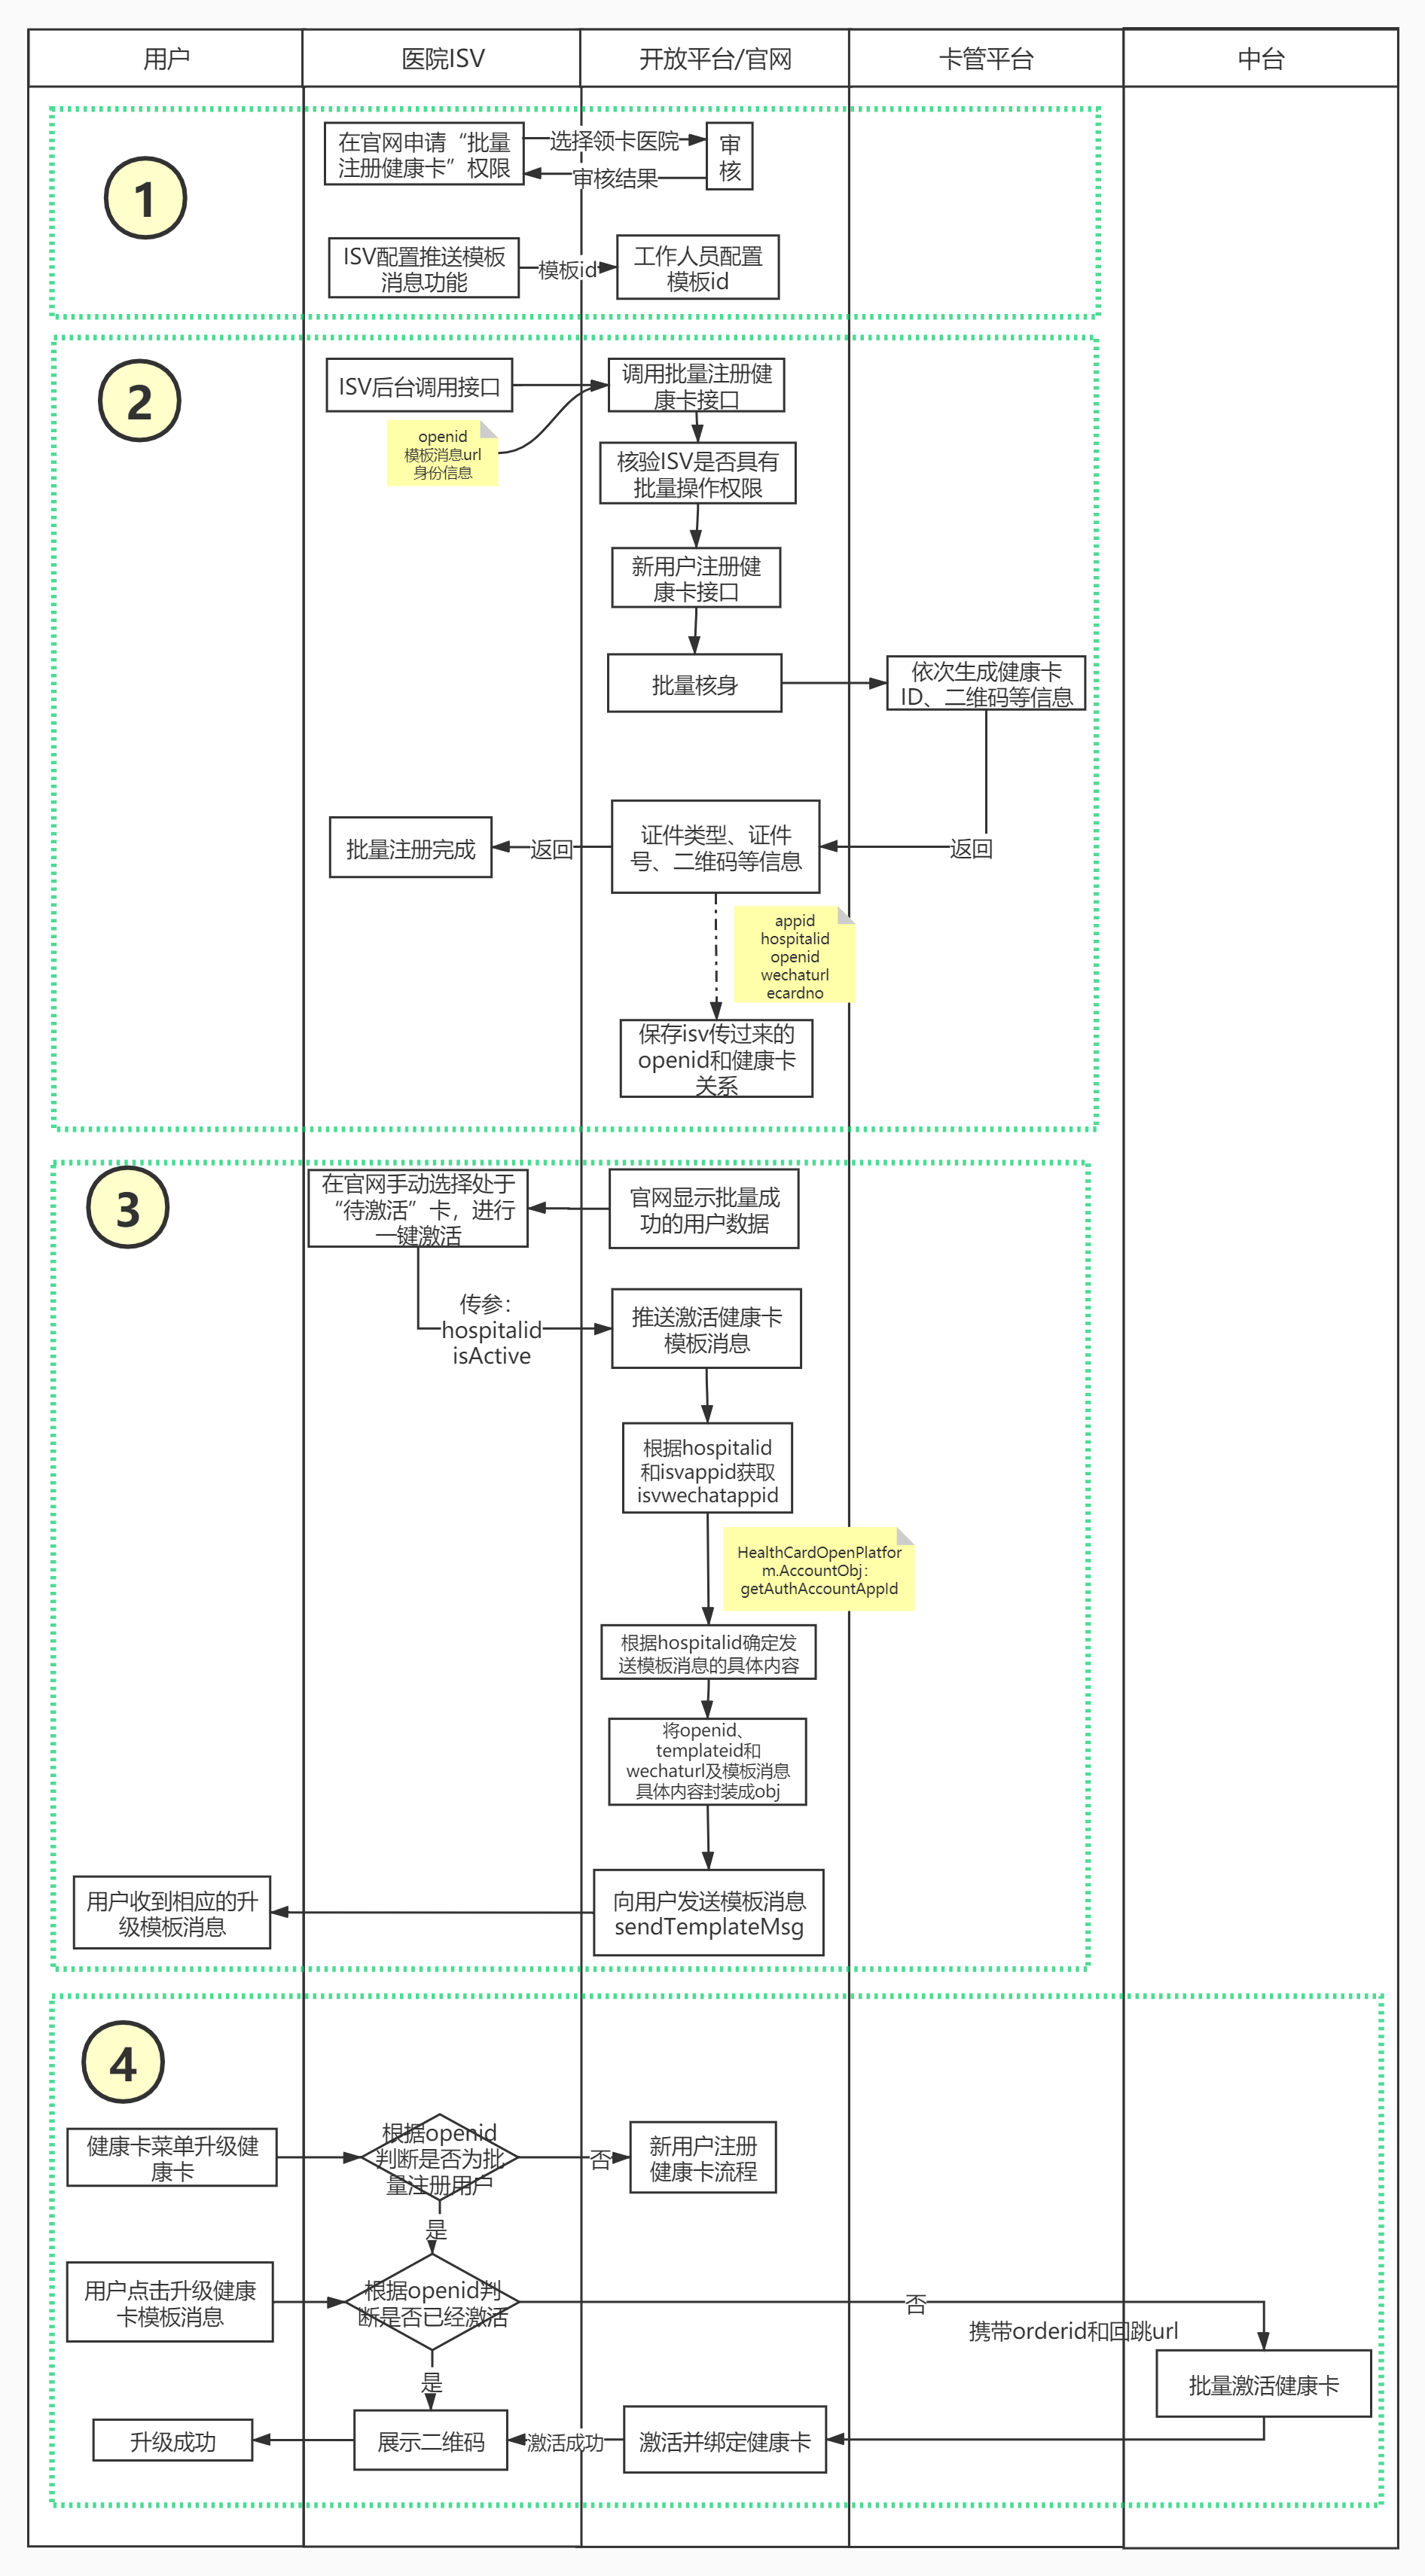 用户
医院ISV
开放平台/官网
卡管平台
中台
1
在官网申请“批量
注册健康卡”权限
选择领卡医院
审核结果
审
核
ISV配置推送模板
消息功能
模板id
工作人员配置
模板id
2
ISV后台调用接口
openid
模板消息url
身份信息
调用批量注册健
康卡接口
核验ISV是否具有
批量操作权限
新用户注册健
康卡接口
批量核身
依次生成健康卡
ID、二维码等信息
返回
证件类型、证件
号、二维码等信息
返回
批量注册完成
appid
hospitalid
openid
wechaturl
ecardno
保存isv传过来的
openid和健康卡
关系
3
在官网手动选择处于
“待激活”卡，进行
一键激活
官网显示批量成
功的用户数据
传参：
hospitalid
isActive
推送激活健康卡
模板消息
根据hospitalid
和isvappid获取
isvwechatappid
HealthCardOpenPlatfor
m.AccountObj：
getAuthAccountAppId
根据hospitalid确定发
送模板消息的具体内容
将openid、
templateid和
wechaturl及模板消息
具体内容封装成obj
向用户发送模板消息
sendTemplateMsg
用户收到相应的升
级模板消息
4
健康卡菜单升级健
康卡
根据openid
判断是否为批
量注册用户
否
新用户注册
健康卡流程
是
用户点击升级健康
卡模板消息
根据openid判
断是否已经激活
否
携带orderid和回跳url
批量激活健康卡
是
升级成功
展示二维码
激活成功
激活并绑定健康卡